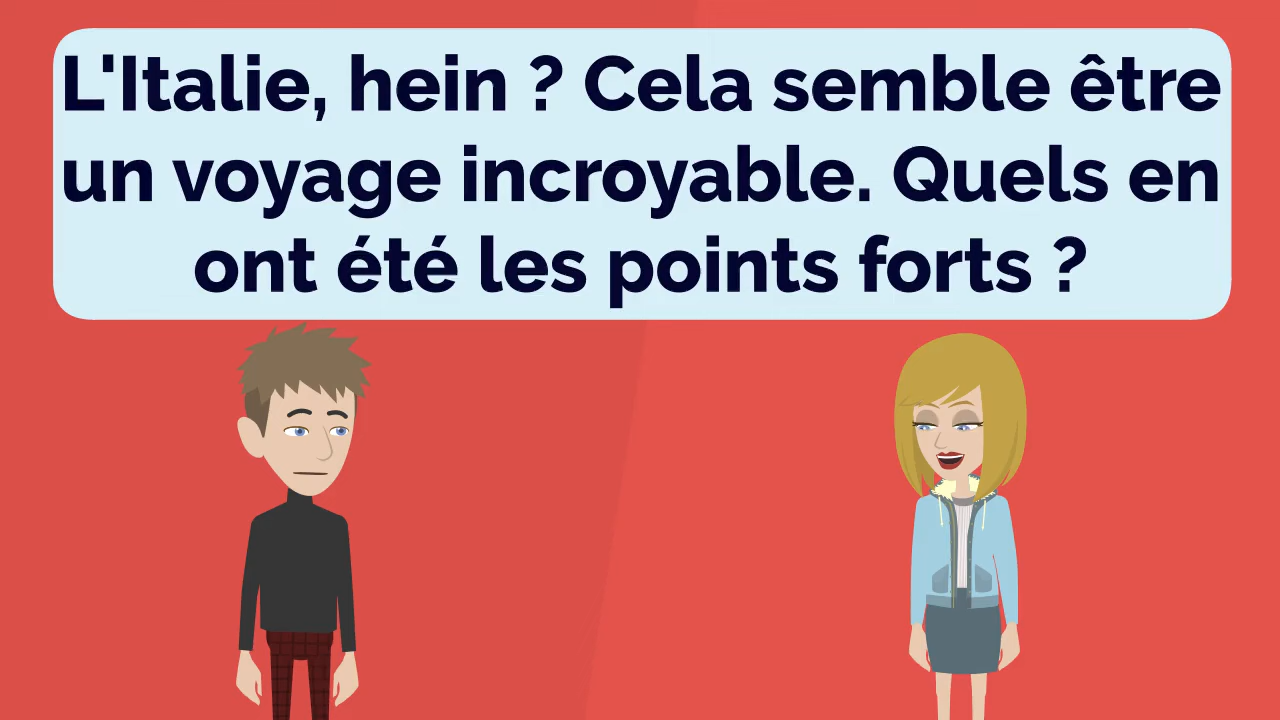 L'Italie, hein ? Cela semble être
un voyage incroyable. Quels en
ont été les points forts ?